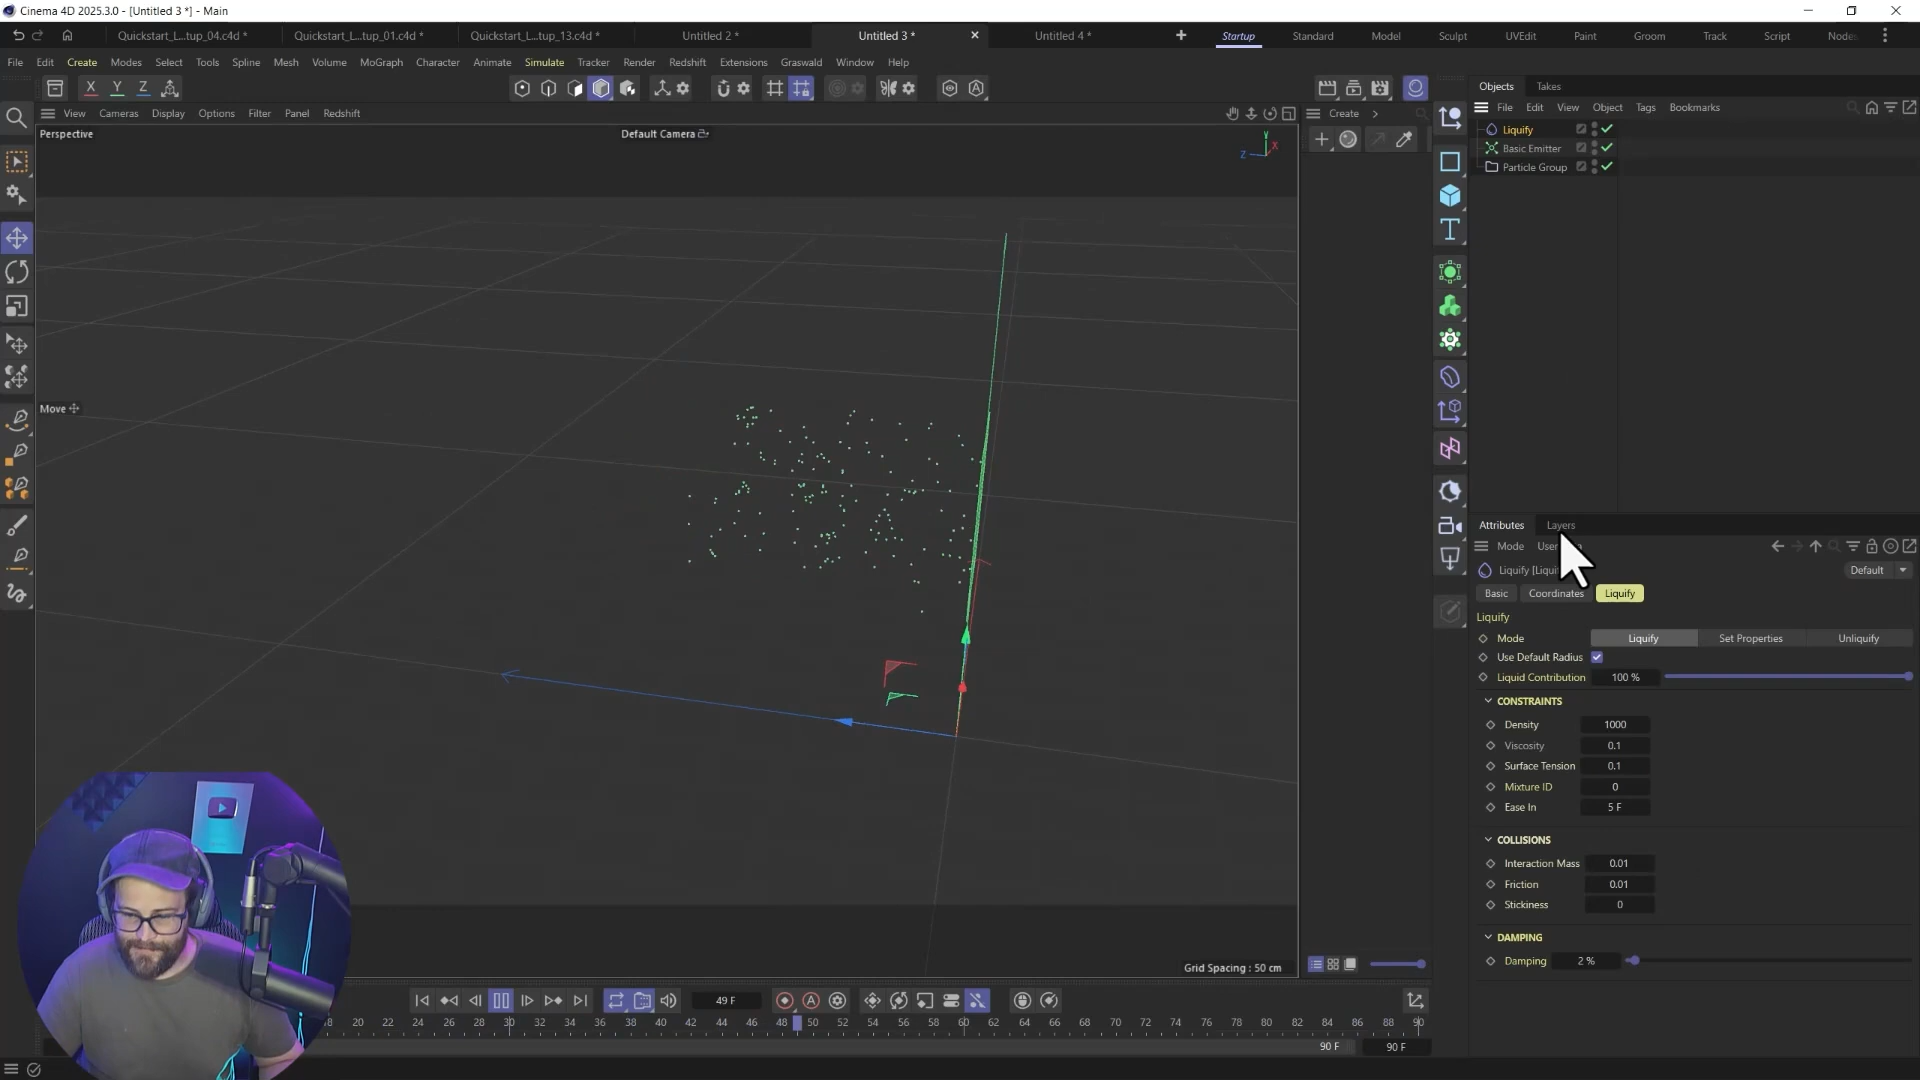 Cinema 4D 2025.3.0 - [Untitled 3 *] - Main
Quickstart_L...tup_04.c4d *
Quickstart_L...tup_01.c4d *
Quickstart_L...tup_13.c4d *
Untitled 2 *
Untitled 3 *
Untitled 4 *
Startup
Standard
Model
Sculpt
UVEdit
Paint
Groom
Track
Script
Nodes
File
Edit
Create
Modes
Select
Tools
Spline
Mesh
Volume
MoGraph
Character
Animate
Simulate
Tracker
Render
Redshift
Extensions
Graswald
Window
Help
X
Y
Z
Objects
Takes
File
Edit
View
Object
Tags
Bookmarks
View
Cameras
Display
Options
Filter
Panel
Redshift
Create
Perspective
Default Camera
Y
X
Z
Liquify
Basic Emitter
Particle Group
Move
Attributes
Layers
Mode
User
Liquify [Liqui
Default
Basic
Coordinates
Liquify
Liquify
Mode
Liquify
Set Properties
Unliquify
Use Default Radius
Liquid Contribution
100 %
CONSTRAINTS
Density
1000
Viscosity
0.1
Surface Tension
0.1
Mixture ID
0
Ease In
5 F
COLLISIONS
Interaction Mass
0.01
Friction
0.01
Stickiness
0
DAMPING
Damping
2 %
Grid Spacing : 50 cm
49 F
18 20 22 24 26 28 30 32 34 36 38 40 42 44 46 48 50 52 54 56 58 60 62 64 66 68 70 72 74 76 78 80 82 84 86 88 90
90 F
90 F